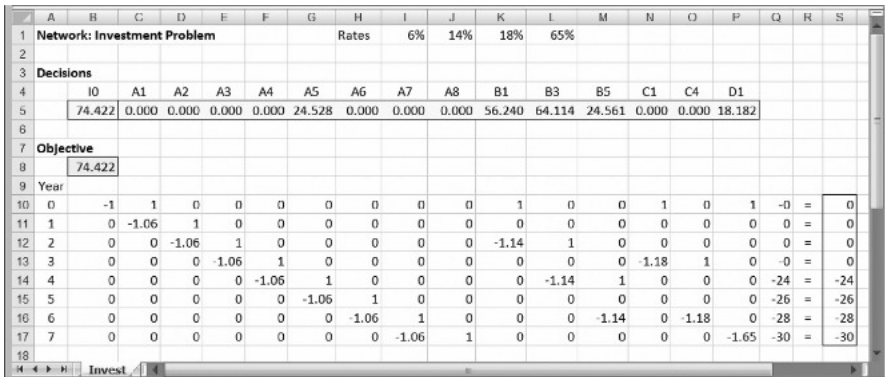 A B C D E F G H I J K L M N O P Q R S
1 Network: Investment Problem Rates 6% 14% 18% 65%
2
3 Decisions
4 I0 A1 A2 A3 A4 A5 A6 A7 A8 B1 B3 B5 C1 C4 D1
5 74.422 0.000 0.000 0.000 0.000 24.528 0.000 0.000 0.000 56.240 64.114 24.561 0.000 0.000 18.182
6
7 Objective
8 74.422
9 Year
10 0 -1 1 0 0 0 0 0 0 0 1 0 0 1 0 1 -0 = 0
11 1 0 -1.06 1 0 0 0 0 0 0 0 0 0 0 0 0 0 = 0
12 2 0 0 -1.06 1 0 0 0 0 0 -1.14 1 0 0 0 0 0 = 0
13 3 0 0 0 -1.06 1 0 0 0 0 0 0 0 -1.18 1 0 -0 = 0
14 4 0 0 0 0 -1.06 1 0 0 0 0 -1.14 1 0 0 0 -24 = -24
15 5 0 0 0 0 0 -1.06 1 0 0 0 0 0 0 0 0 -26 = -26
16 6 0 0 0 0 0 0 -1.06 1 0 0 0 -1.14 0 -1.18 0 -28 = -28
17 7 0 0 0 0 0 0 0 -1.06 1 0 0 0 0 0 -1.65 -30 = -30
18
Invest